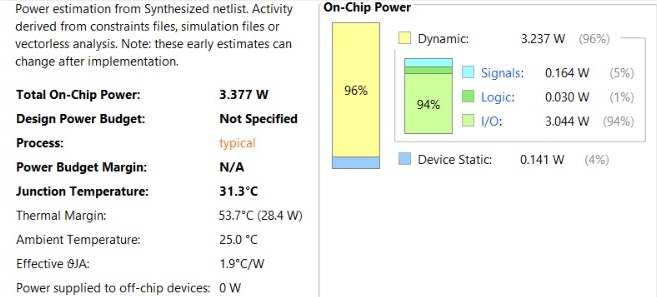 Power estimation from Synthesized netlist. Activity
derived from constraints files, simulation files or
vectorless analysis. Note: these early estimates can
change after implementation.
Total On-Chip Power: 3.377 W
Design Power Budget: Not Specified
Process: typical
Power Budget Margin: N/A
Junction Temperature: 31.3°C
Thermal Margin: 53.7°C (28.4 W)
Ambient Temperature: 25.0 °C
Effective ϑJA: 1.9°C/W
Power supplied to off-chip devices: 0 W
On-Chip Power
96%
Dynamic: 3.237 W (96%)
94%
Signals: 0.164 W (5%)
Logic: 0.030 W (1%)
I/O: 3.044 W (94%)
Device Static: 0.141 W (4%)